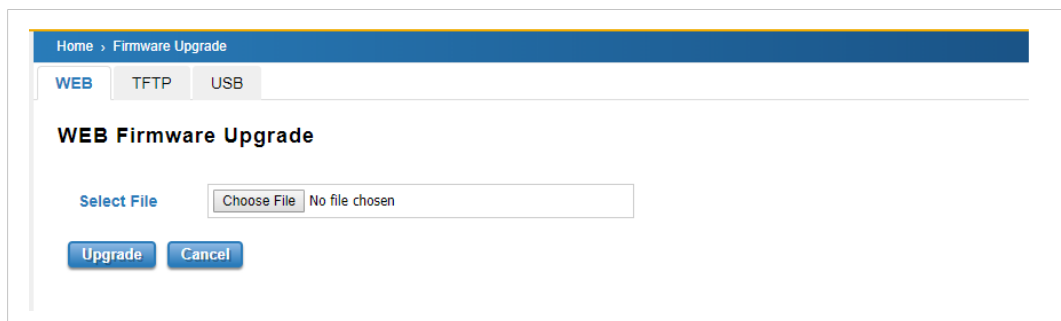 Home › Firmware Upgrade
WEB TFTP USB
WEB Firmware Upgrade
Select File Choose File No file chosen
Upgrade Cancel